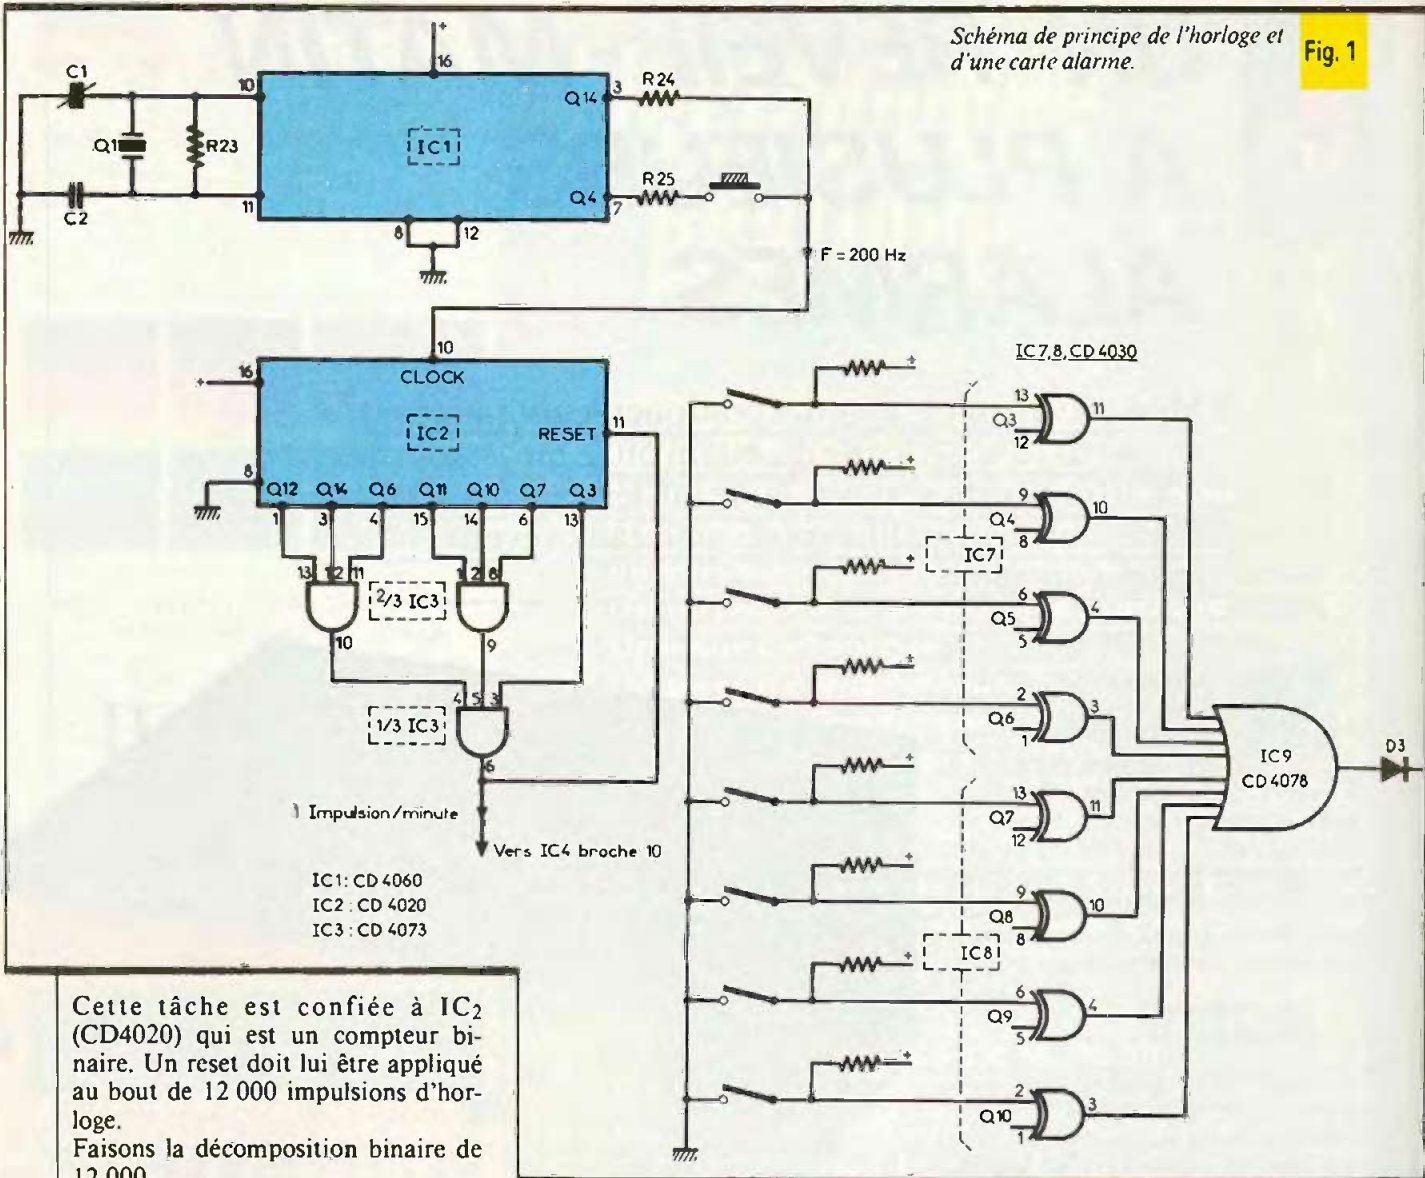 Schéma de principe de l'horloge et
d'une carte alarme.
Fig. 1
C1
Q1
R23
C2
10
11
+
16
IC1
Q14
3
R24
Q4
7
R25
8
12
F = 200 Hz
10
CLOCK
+
16
IC2
RESET
11
8
Q12 Q14 Q6 Q11 Q10 Q7 Q3
1 3 4 15 14 6 13
13 12 11
2/3 IC3
1 2 8
10
9
4 5 3
1/3 IC3
6
1 Impulsion/minute
Vers IC4 broche 10
IC1: CD 4060
IC2 : CD 4020
IC3 : CD 4073
IC7,8, CD 4030
+
13
Q3
12
11
+
9
Q4
8
10
IC7
+
6
Q5
5
4
+
2
Q6
1
3
+
13
Q7
12
11
+
9
Q8
8
10
IC8
+
6
Q9
5
4
+
2
Q10
1
3
IC9
CD 4078
D3
Cette tâche est confiée à IC2
(CD4020) qui est un compteur bi-
naire. Un reset doit lui être appliqué
au bout de 12 000 impulsions d'hor-
loge.
Faisons la décomposition binaire de
12 000